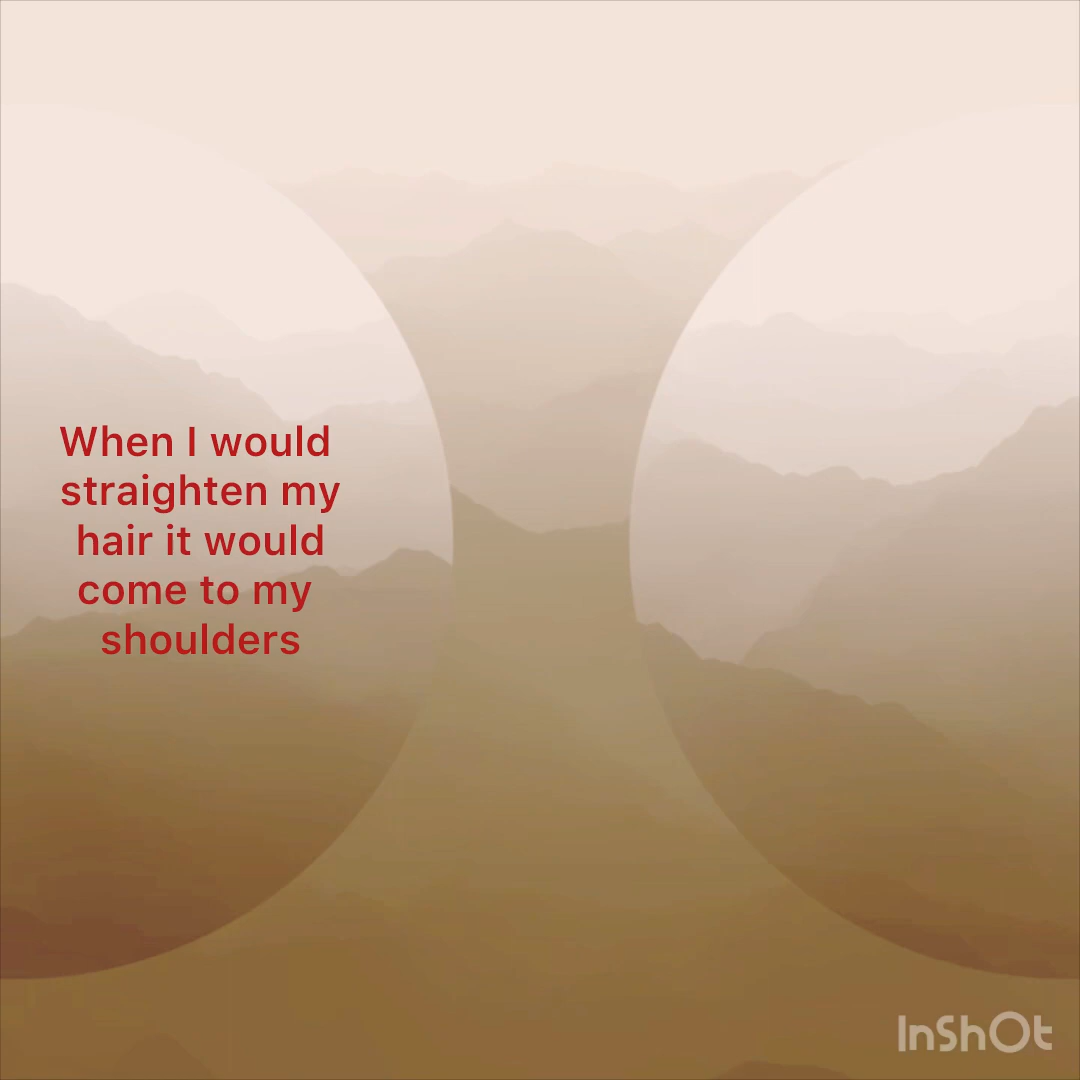 When I would
straighten my
hair it would
come to my
shoulders
InShOt